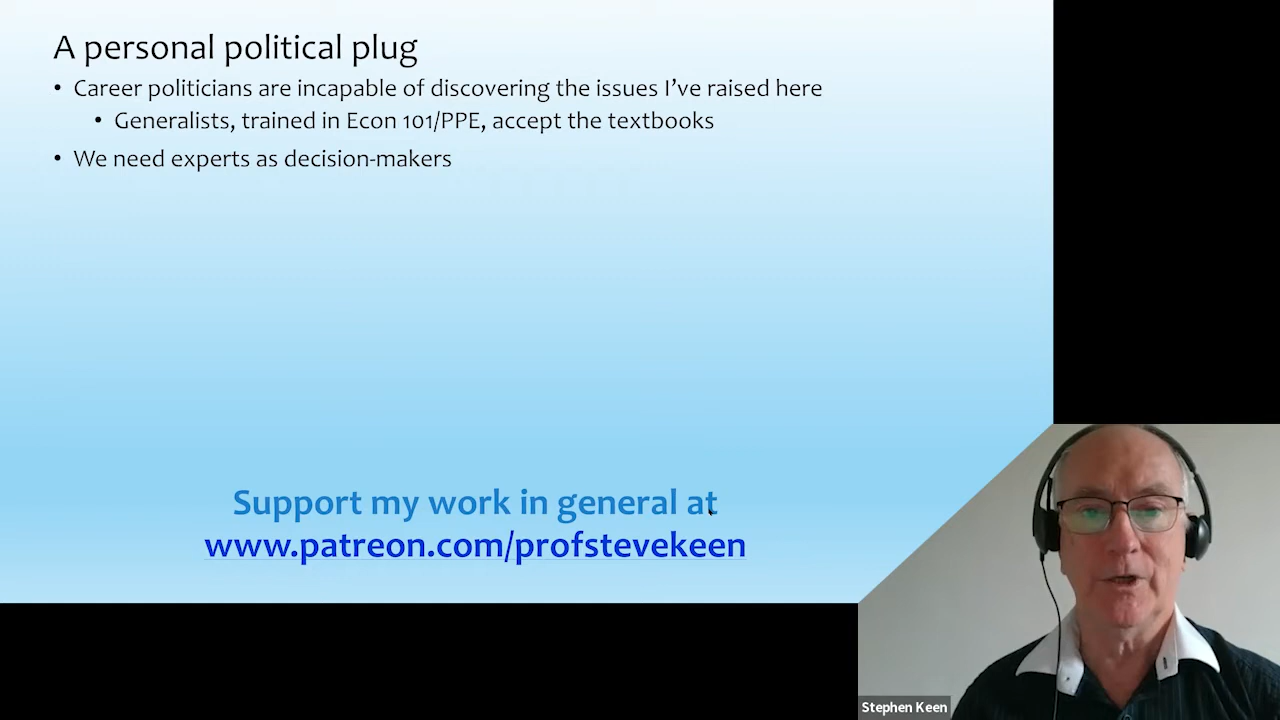 A personal political plug
• Career politicians are incapable of discovering the issues I've raised here
• Generalists, trained in Econ 101/PPE, accept the textbooks
• We need experts as decision-makers
Support my work in general at
www.patreon.com/profstevekeen
Stephen Keen